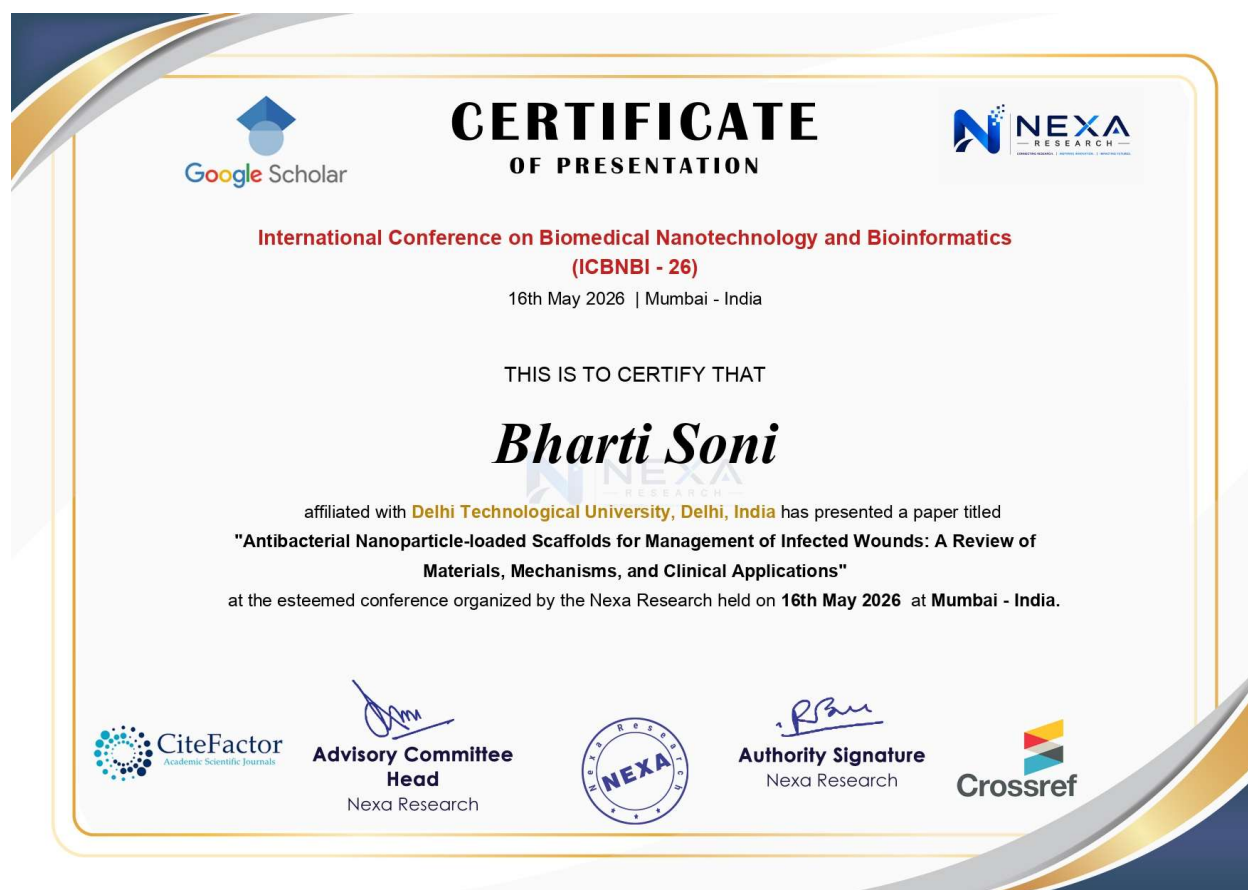 CERTIFICATE
OF PRESENTATION
Google Scholar
NEXA
RESEARCH
International Conference on Biomedical Nanotechnology and Bioinformatics
(ICBNBI - 26)
16th May 2026 | Mumbai - India
THIS IS TO CERTIFY THAT
Bharti Soni
NEXA
RESEARCH
affiliated with Delhi Technological University, Delhi, India has presented a paper titled
"Antibacterial Nanoparticle-loaded Scaffolds for Management of Infected Wounds: A Review of
Materials, Mechanisms, and Clinical Applications"
at the esteemed conference organized by the Nexa Research held on 16th May 2026 at Mumbai - India.
CiteFactor
Academic Scientific Journals
Advisory Committee
Head
Nexa Research
Nexa Research
NEXA
Authority Signature
Nexa Research
Crossref